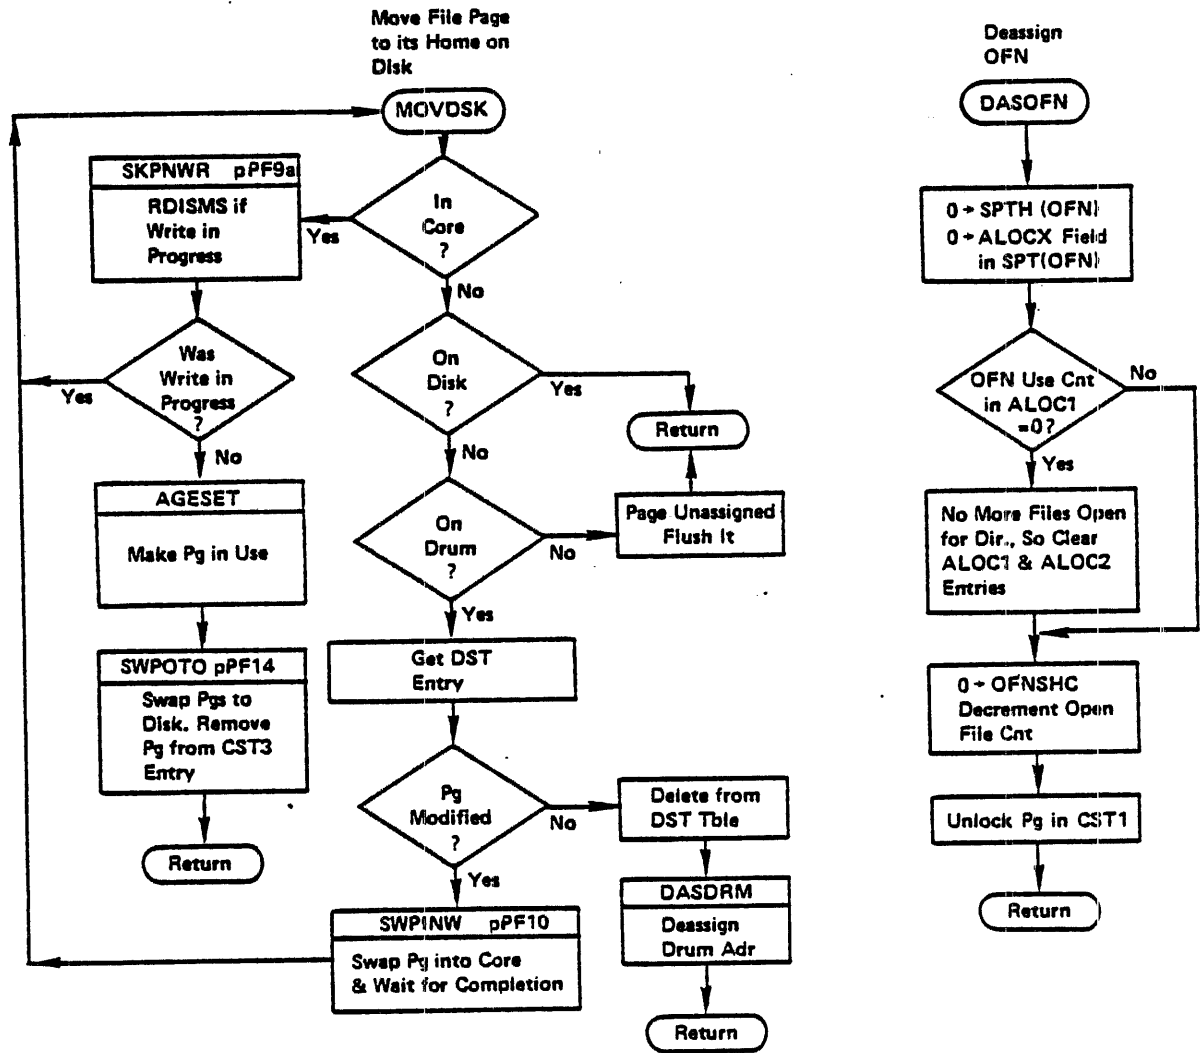 Move File Page
to its Home on
Disk
MOVDSK
SKPNWR pPF9a
RDISMS if
Write in
Progress
In
Core
?
Yes
No
Was
Write in
Progress
?
Yes
No
On
Disk
?
Yes
No
Return
AGESET
Make Pg in Use
On
Drum
?
No
Yes
Page Unassigned
Flush It
SWPOTO pPF14
Swap Pgs to
Disk. Remove
Pg from CST3
Entry
Return
Get DST
Entry
Pg
Modified
?
No
Yes
Delete from
DST Tble
DASDRM
Deassign
Drum Adr
Return
SWPINW pPF10
Swap Pg into Core
& Wait for Completion
Deassign
OFN
DASOFN
0→SPTH (OFN)
0→ALOCX Field
in SPT(OFN)
OFN Use Cnt
in ALOC1
=0?
No
Yes
No More Files Open
for Dir., So Clear
ALOC1 & ALOC2
Entries
0→OFNSHC
Decrement Open
File Cnt
Unlock Pg in CST1
Return